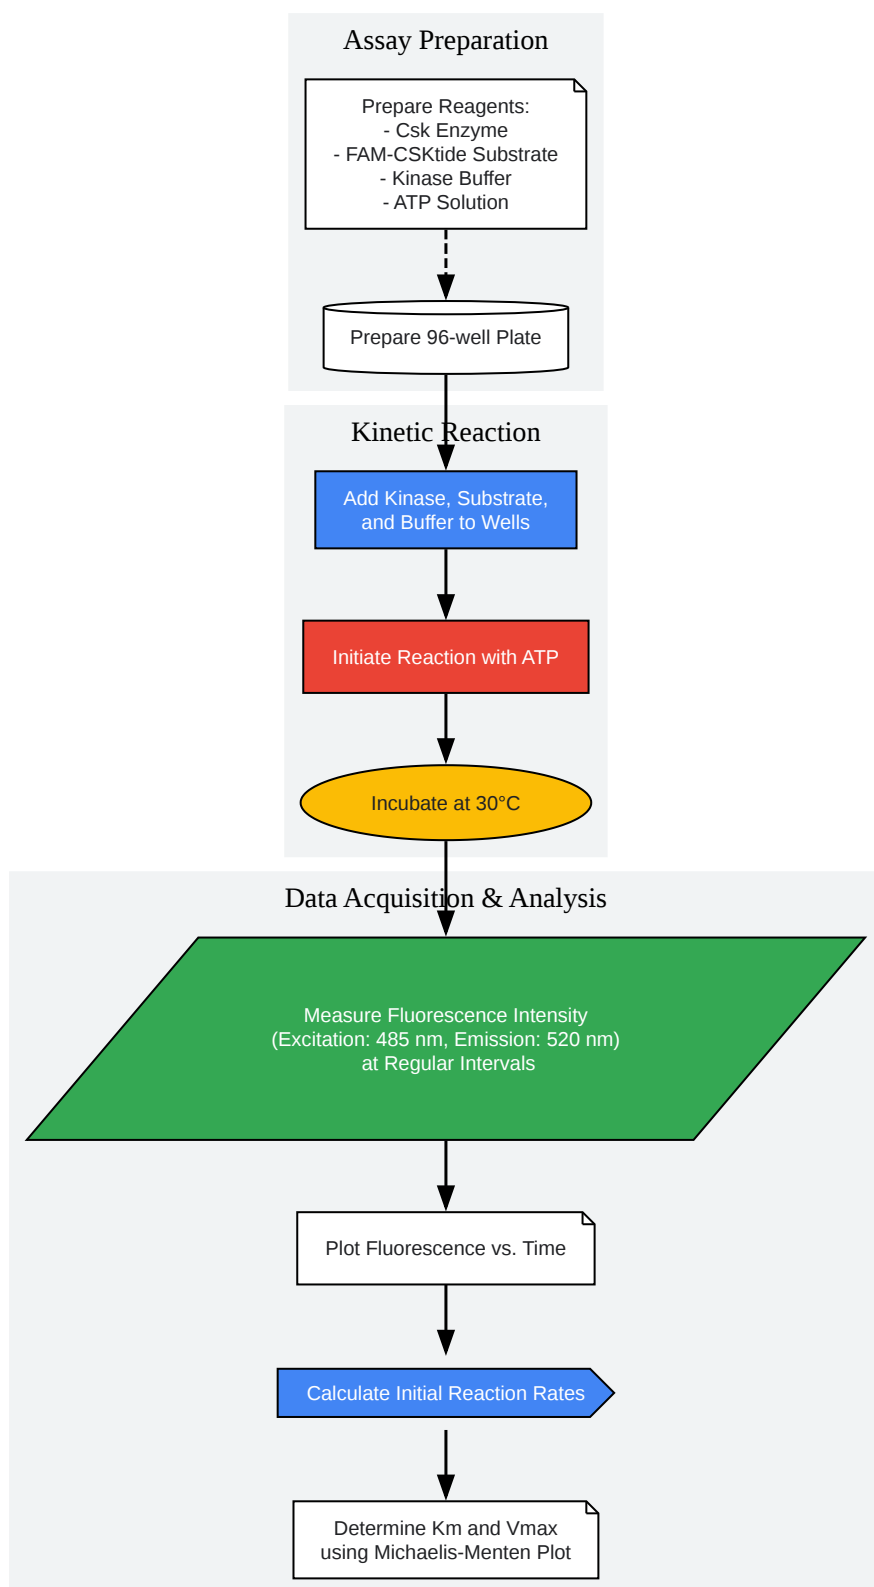 Assay Preparation
Prepare Reagents:
- Csk Enzyme
- FAM-CSKtide Substrate
- Kinase Buffer
- ATP Solution
Prepare 96-well Plate
Kinetic Reaction
Add Kinase, Substrate,
and Buffer to Wells
Initiate Reaction with ATP
Incubate at 30°C
Data Acquisition & Analysis
Measure Fluorescence Intensity
(Excitation: 485 nm, Emission: 520 nm)
at Regular Intervals
Plot Fluorescence vs. Time
Calculate Initial Reaction Rates
Determine Km and Vmax
using Michaelis-Menten Plot